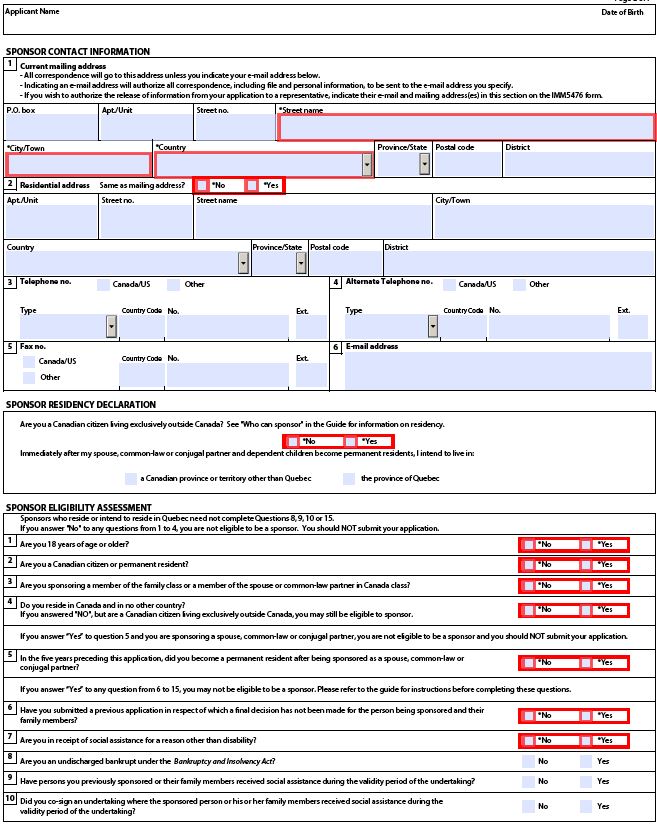 Applicant Name
Date of Birth
SPONSOR CONTACT INFORMATION
1 Current mailing address
- All correspondence will go to this address unless you indicate your e-mail address below.
- Indicating an e-mail address will authorize all correspondence, including file and personal information, to be sent to the e-mail address you specify.
- If you wish to authorize the release of information from your application to a representative, indicate their e-mail and mailing address(es) in this section on the IMM5476 form.
P.O. box Apt./Unit Street no. *Street name
*City/Town *Country Province/State Postal code District
2 Residential address Same as mailing address? *No *Yes
Apt./Unit Street no. Street name City/Town
Country Province/State Postal code District
3 Telephone no. Canada/US Other
Type Country Code No. Ext.
4 Alternate Telephone no. Canada/US Other
Type Country Code No. Ext.
5 Fax no.
Canada/US Country Code No. Ext.
Other
6 E-mail address
SPONSOR RESIDENCY DECLARATION
Are you a Canadian citizen living exclusively outside Canada? See "Who can sponsor" in the Guide for information on residency.
*No *Yes
Immediately after my spouse, common-law or conjugal partner and dependent children become permanent residents, I intend to live in:
a Canadian province or territory other than Quebec the province of Quebec
SPONSOR ELIGIBILITY ASSESSMENT
Sponsors who reside or intend to reside in Quebec need not complete Questions 8, 9, 10 or 15.
If you answer "No" to any questions from 1 to 4, you are not eligible to be a sponsor. You should NOT submit your application.
1 Are you 18 years of age or older? *No *Yes
2 Are you a Canadian citizen or permanent resident? *No *Yes
3 Are you sponsoring a member of the family class or a member of the spouse or common-law partner in Canada class? *No *Yes
4 Do you reside in Canada and in no other country? *No *Yes
If you answered "NO", but are a Canadian citizen living exclusively outside Canada, you may still be eligible to sponsor.
If you answer "Yes" to question 5 and you are sponsoring a spouse, common-law or conjugal partner, you are not eligible to be a sponsor and you should NOT submit your application.
5 In the five years preceding this application, did you become a permanent resident after being sponsored as a spouse, common-law or *No *Yes
conjugal partner?
If you answer "Yes" to any question from 6 to 15, you may not be eligible to be a sponsor. Please refer to the guide for instructions before completing these questions.
6 Have you submitted a previous application in respect of which a final decision has not been made for the person being sponsored and their *No *Yes
family members?
7 Are you in receipt of social assistance for a reason other than disability? *No *Yes
8 Are you an undischarged bankrupt under the Bankruptcy and Insolvency Act? No Yes
9 Have persons you previously sponsored or their family members received social assistance during the validity period of the undertaking? No Yes
10 Did you co-sign an undertaking where the sponsored person or his or her family members received social assistance during the No Yes
validity period of the undertaking?